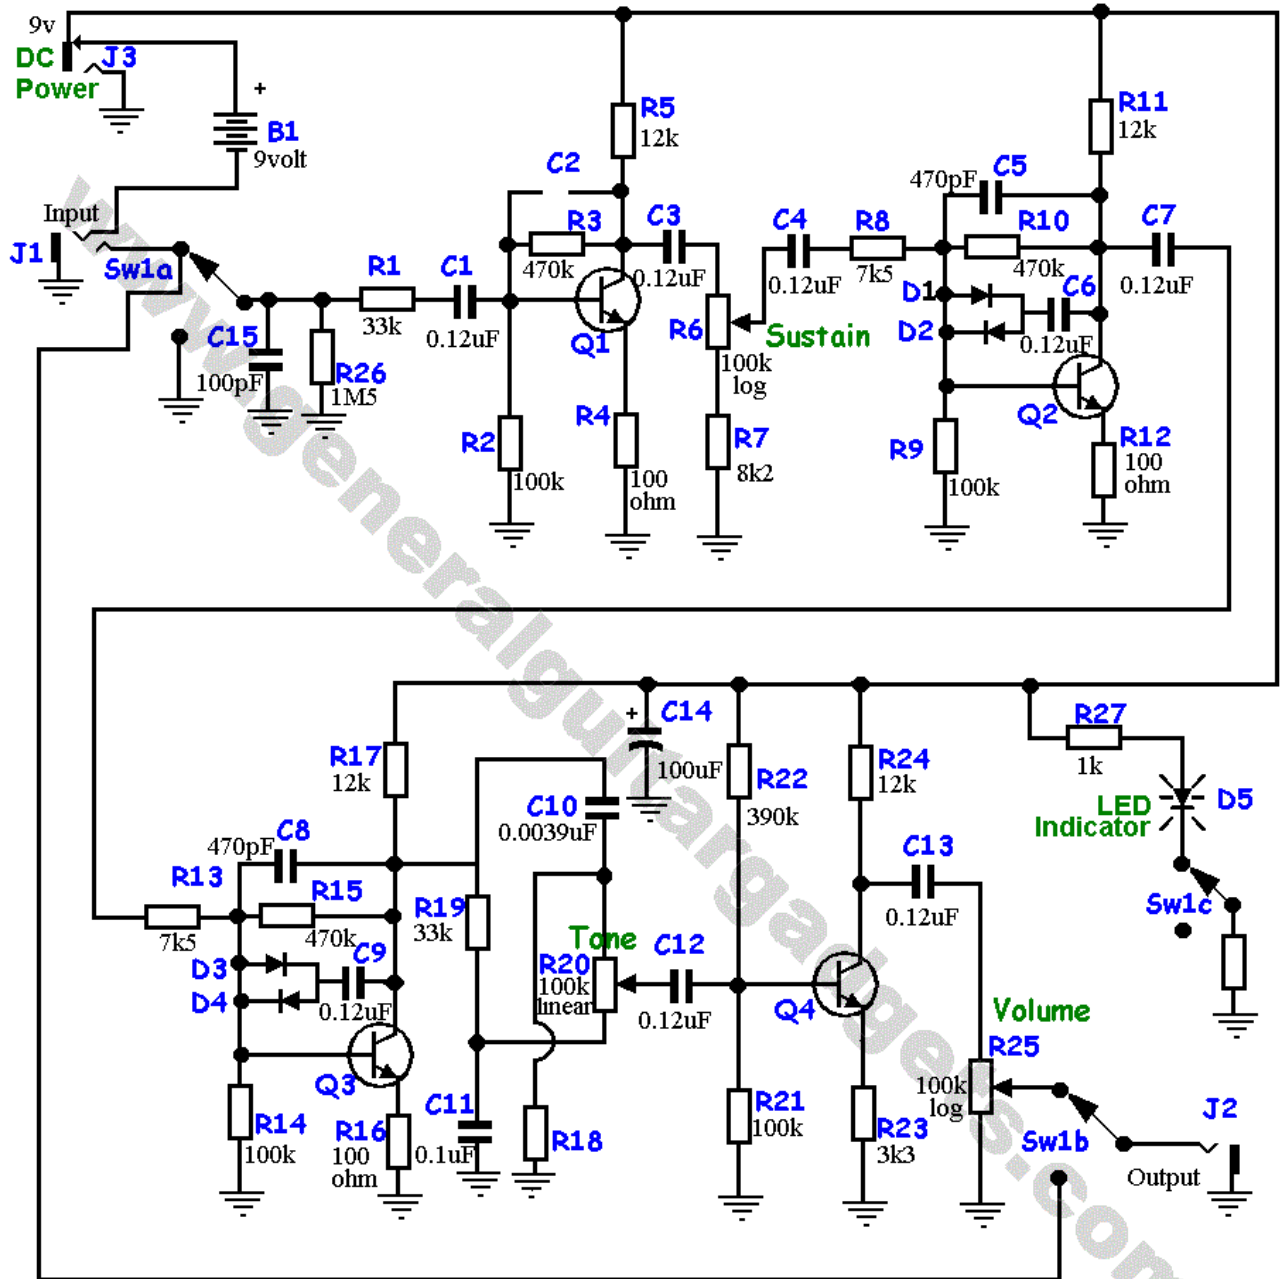 9v
DC
Power
J3
+
B1
9volt
Input
J1
Sw1a
C15
100pF
R26
1M5
R1
33k
C1
0.12uF
C2
R3
470k
R5
12k
Q1
R2
100k
R4
100
ohm
C3
0.12uF
R6
100k
log
Sustain
R7
8k2
C4
0.12uF
R8
7k5
470pF
C5
R10
470k
R11
12k
C7
0.12uF
D1
D2
C6
0.12uF
Q2
R9
100k
R12
100
ohm
R17
12k
+
C14
100uF
R22
390k
R24
12k
R27
1k
LED
Indicator
D5
Sw1c
470pF
C8
R13
7k5
R15
470k
D3
D4
C9
0.12uF
Q3
R14
100k
R16
100
ohm
R19
33k
C10
0.0039uF
Tone
R20
100k
linear
C11
0.1uF
R18
C12
0.12uF
Q4
R21
100k
R23
3k3
C13
0.12uF
Volume
R25
100k
log
Sw1b
J2
Output
www.generalguitargadgets.com